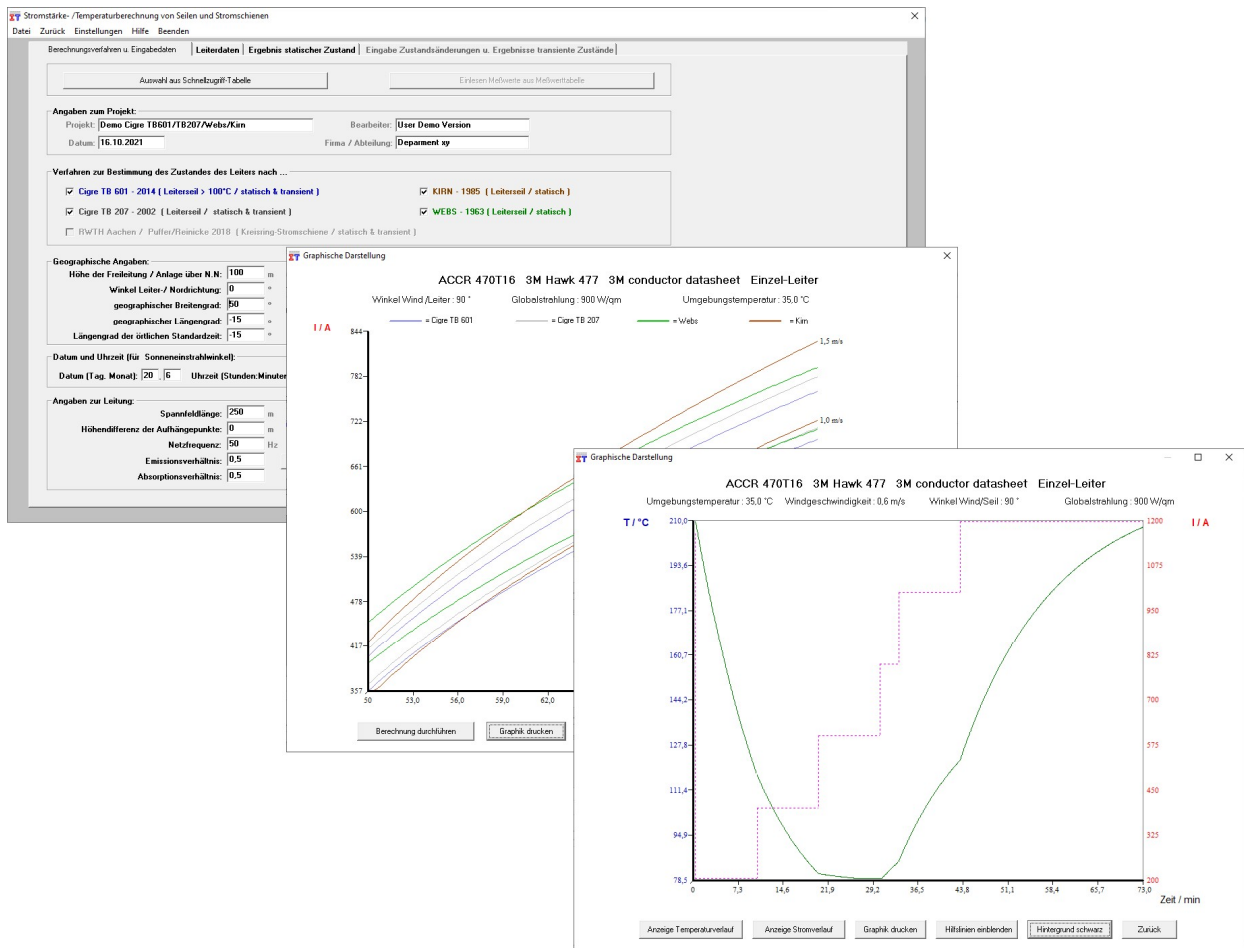 Stromstärke- /Temperaturberechnung von Seilen und Stromschienen
Datei Zurück Einstellungen Hilfe Beenden
Berechnungsverfahren u. Eingabedaten Leiterdaten Ergebnis statischer Zustand Eingabe Zustandsänderungen u. Ergebnisse transiente Zustände
Auswahl aus Schnellzugriff-Tabelle Einlesen Meßwerte aus Meßwerttabelle
Angaben zum Projekt:
Projekt: Demo Cigre TB601/TB207/Webs/Kirn Bearbeiter: User Demo Version
Datum: 16.10.2021 Firma / Abteilung: Deparment xy
Verfahren zur Bestimmung des Zustandes des Leiters nach ...
Cigre TB 601 - 2014 ( Leiterseil > 100°C / statisch & transient ) KIRN - 1985 ( Leiterseil / statisch )
Cigre TB 207 - 2002 ( Leiterseil / statisch & transient ) WEBS - 1963 ( Leiterseil / statisch )
RWTH Aachen / Puffer/Reinicke 2018 ( Kreisring-Stromschiene / statisch & transient )
Geographische Angaben:
Höhe der Freileitung / Anlage über N.N: 100 m
Winkel Leiter-/ Nordrichtung: 0 °
geographischer Breitengrad: 50 °
geographischer Längengrad: -15 °
Längengrad der örtlichen Standardzeit: -15 °
Datum und Uhrzeit (für Sonneneinstrahlwinkel):
Datum (Tag. Monat): 20 . 6 Uhrzeit (Stunden:Minuten
Angaben zur Leitung:
Spannfeldlänge: 250 m
Höhendifferenz der Aufhängepunkte: 0 m
Netzfrequenz: 50 Hz
Emissionsverhältnis: 0,5
Absorptionsverhältnis: 0,5
Graphische Darstellung
ACCR 470T16 3M Hawk 477 3M conductor datasheet Einzel-Leiter
Winkel Wind /Leiter : 90 ° Globalstrahlung : 900 W/qm Umgebungstemperatur : 35,0 °C
I / A
= Cigre TB 601 = Cigre TB 207 = Webs = Kirn
844
782
722
661
600
539
478
417
357
1,5 m/s
1,0 m/s
50 53,0 56,0 59,0 62,0
Berechnung durchführen Graphik drucken
Graphische Darstellung
ACCR 470T16 3M Hawk 477 3M conductor datasheet Einzel-Leiter
Umgebungstemperatur : 35,0 °C Windgeschwindigkeit : 0,6 m/s Winkel Wind/Seil : 90 ° Globalstrahlung : 900 W/qm
T / °C I / A
210,0 1200
193,6 1075
177,1 950
160,7 825
144,2 700
127,8 575
111,4 450
94,9 325
78,5 200
0 7,3 14,6 21,9 29,2 36,5 43,8 51,1 58,4 65,7 73,0
Zeit / min
Anzeige Temperaturverlauf Anzeige Stromverlauf Graphik drucken Hilfslinien einblenden Hintergrund schwarz Zurück